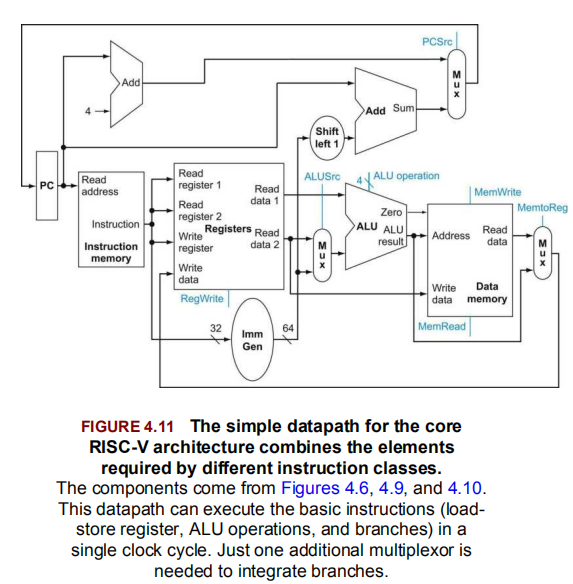 PCSrc
Add
4
M
u
x
Add Sum
Shift
left 1
PC
Read
address
Instruction
Instruction
memory
Read
register 1
Read
register 2
Write
register
Write
data
Registers
Read
data 1
Read
data 2
RegWrite
ALUSrc
M
u
x
4
ALU operation
Zero
ALU
ALU
result
MemWrite
MemtoReg
Address
Read
data
Write
data
Data
memory
MemRead
M
u
x
32
Imm
Gen
64
FIGURE 4.11 The simple datapath for the core
RISC-V architecture combines the elements
required by different instruction classes.
The components come from Figures 4.6, 4.9, and 4.10.
This datapath can execute the basic instructions (load-
store register, ALU operations, and branches) in a
single clock cycle. Just one additional multiplexor is
needed to integrate branches.